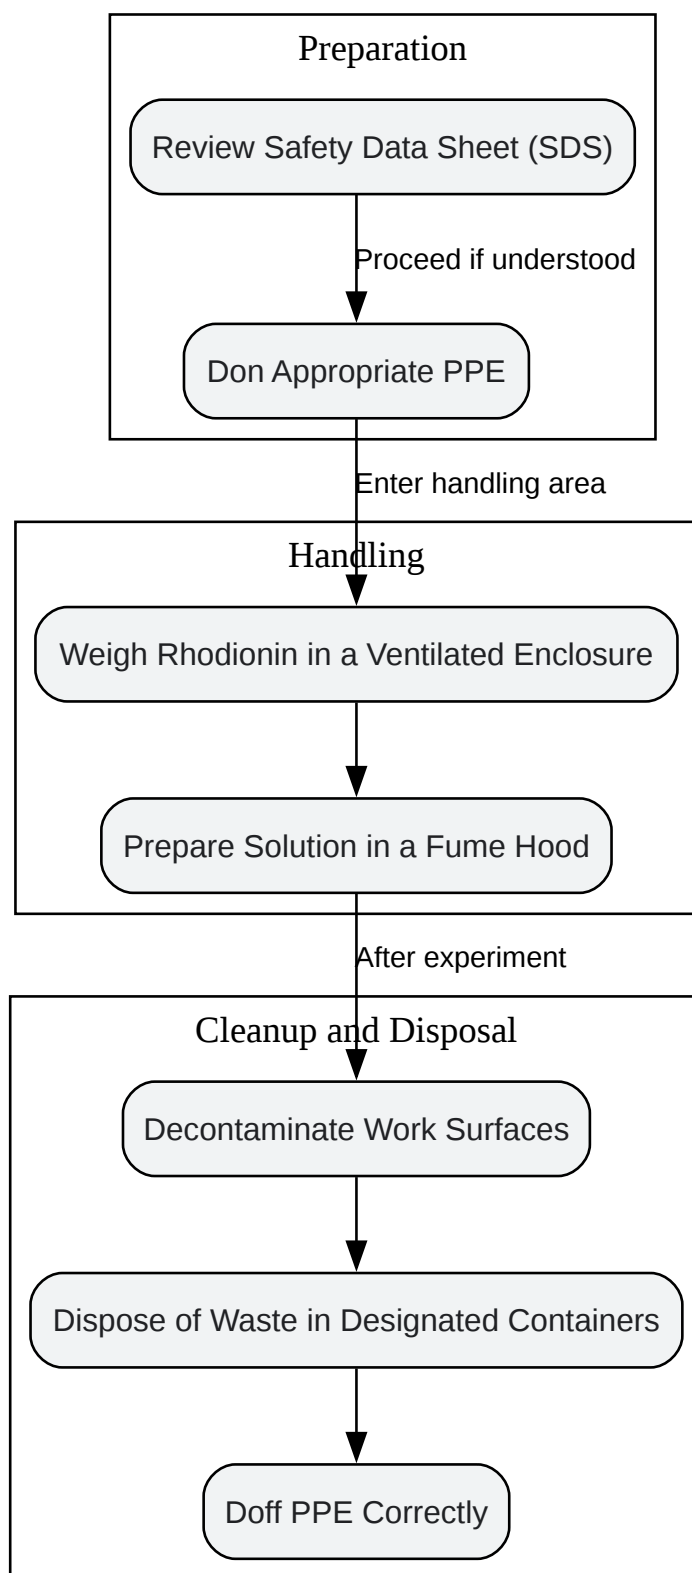 Preparation
Review Safety Data Sheet (SDS)
Proceed if understood
Don Appropriate PPE
Enter handling area
Handling
Weigh Rhodionin in a Ventilated Enclosure
Prepare Solution in a Fume Hood
After experiment
Cleanup and Disposal
Decontaminate Work Surfaces
Dispose of Waste in Designated Containers
Doff PPE Correctly